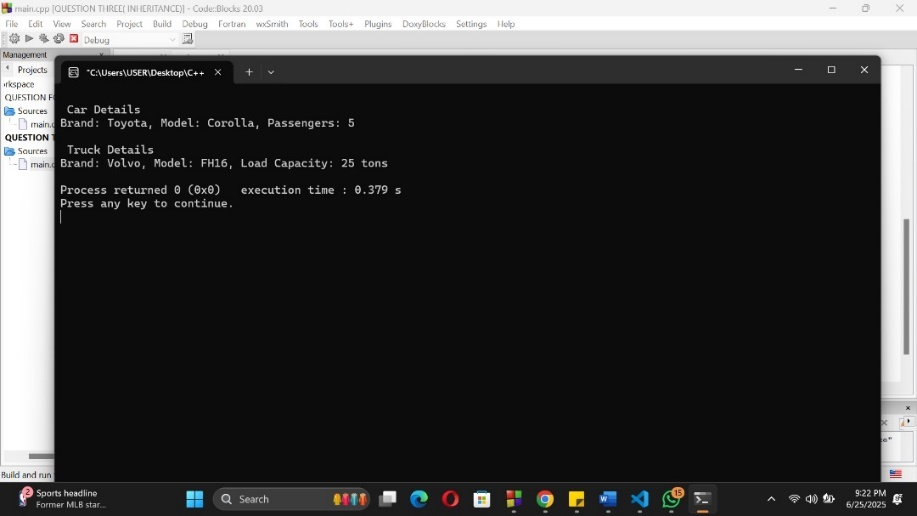 main.cpp [QUESTION THREE( INHERITANCE)] - Code::Blocks 20.03
File Edit View Search Project Build Debug Fortran wxSmith Tools Tools+ Plugins DoxyBlocks Settings Help
Debug
Management
Projects
rkspace
QUESTION F
Sources
main.c
QUESTION T
Sources
main.c
"C:\Users\USER\Desktop\C++
Car Details
Brand: Toyota, Model: Corolla, Passengers: 5
Truck Details
Brand: Volvo, Model: FH16, Load Capacity: 25 tons
Process returned 0 (0x0) execution time : 0.379 s
Press any key to continue.
Build and run
2
Sports headline
Former MLB star...
Search
15
9:22 PM
6/25/2025